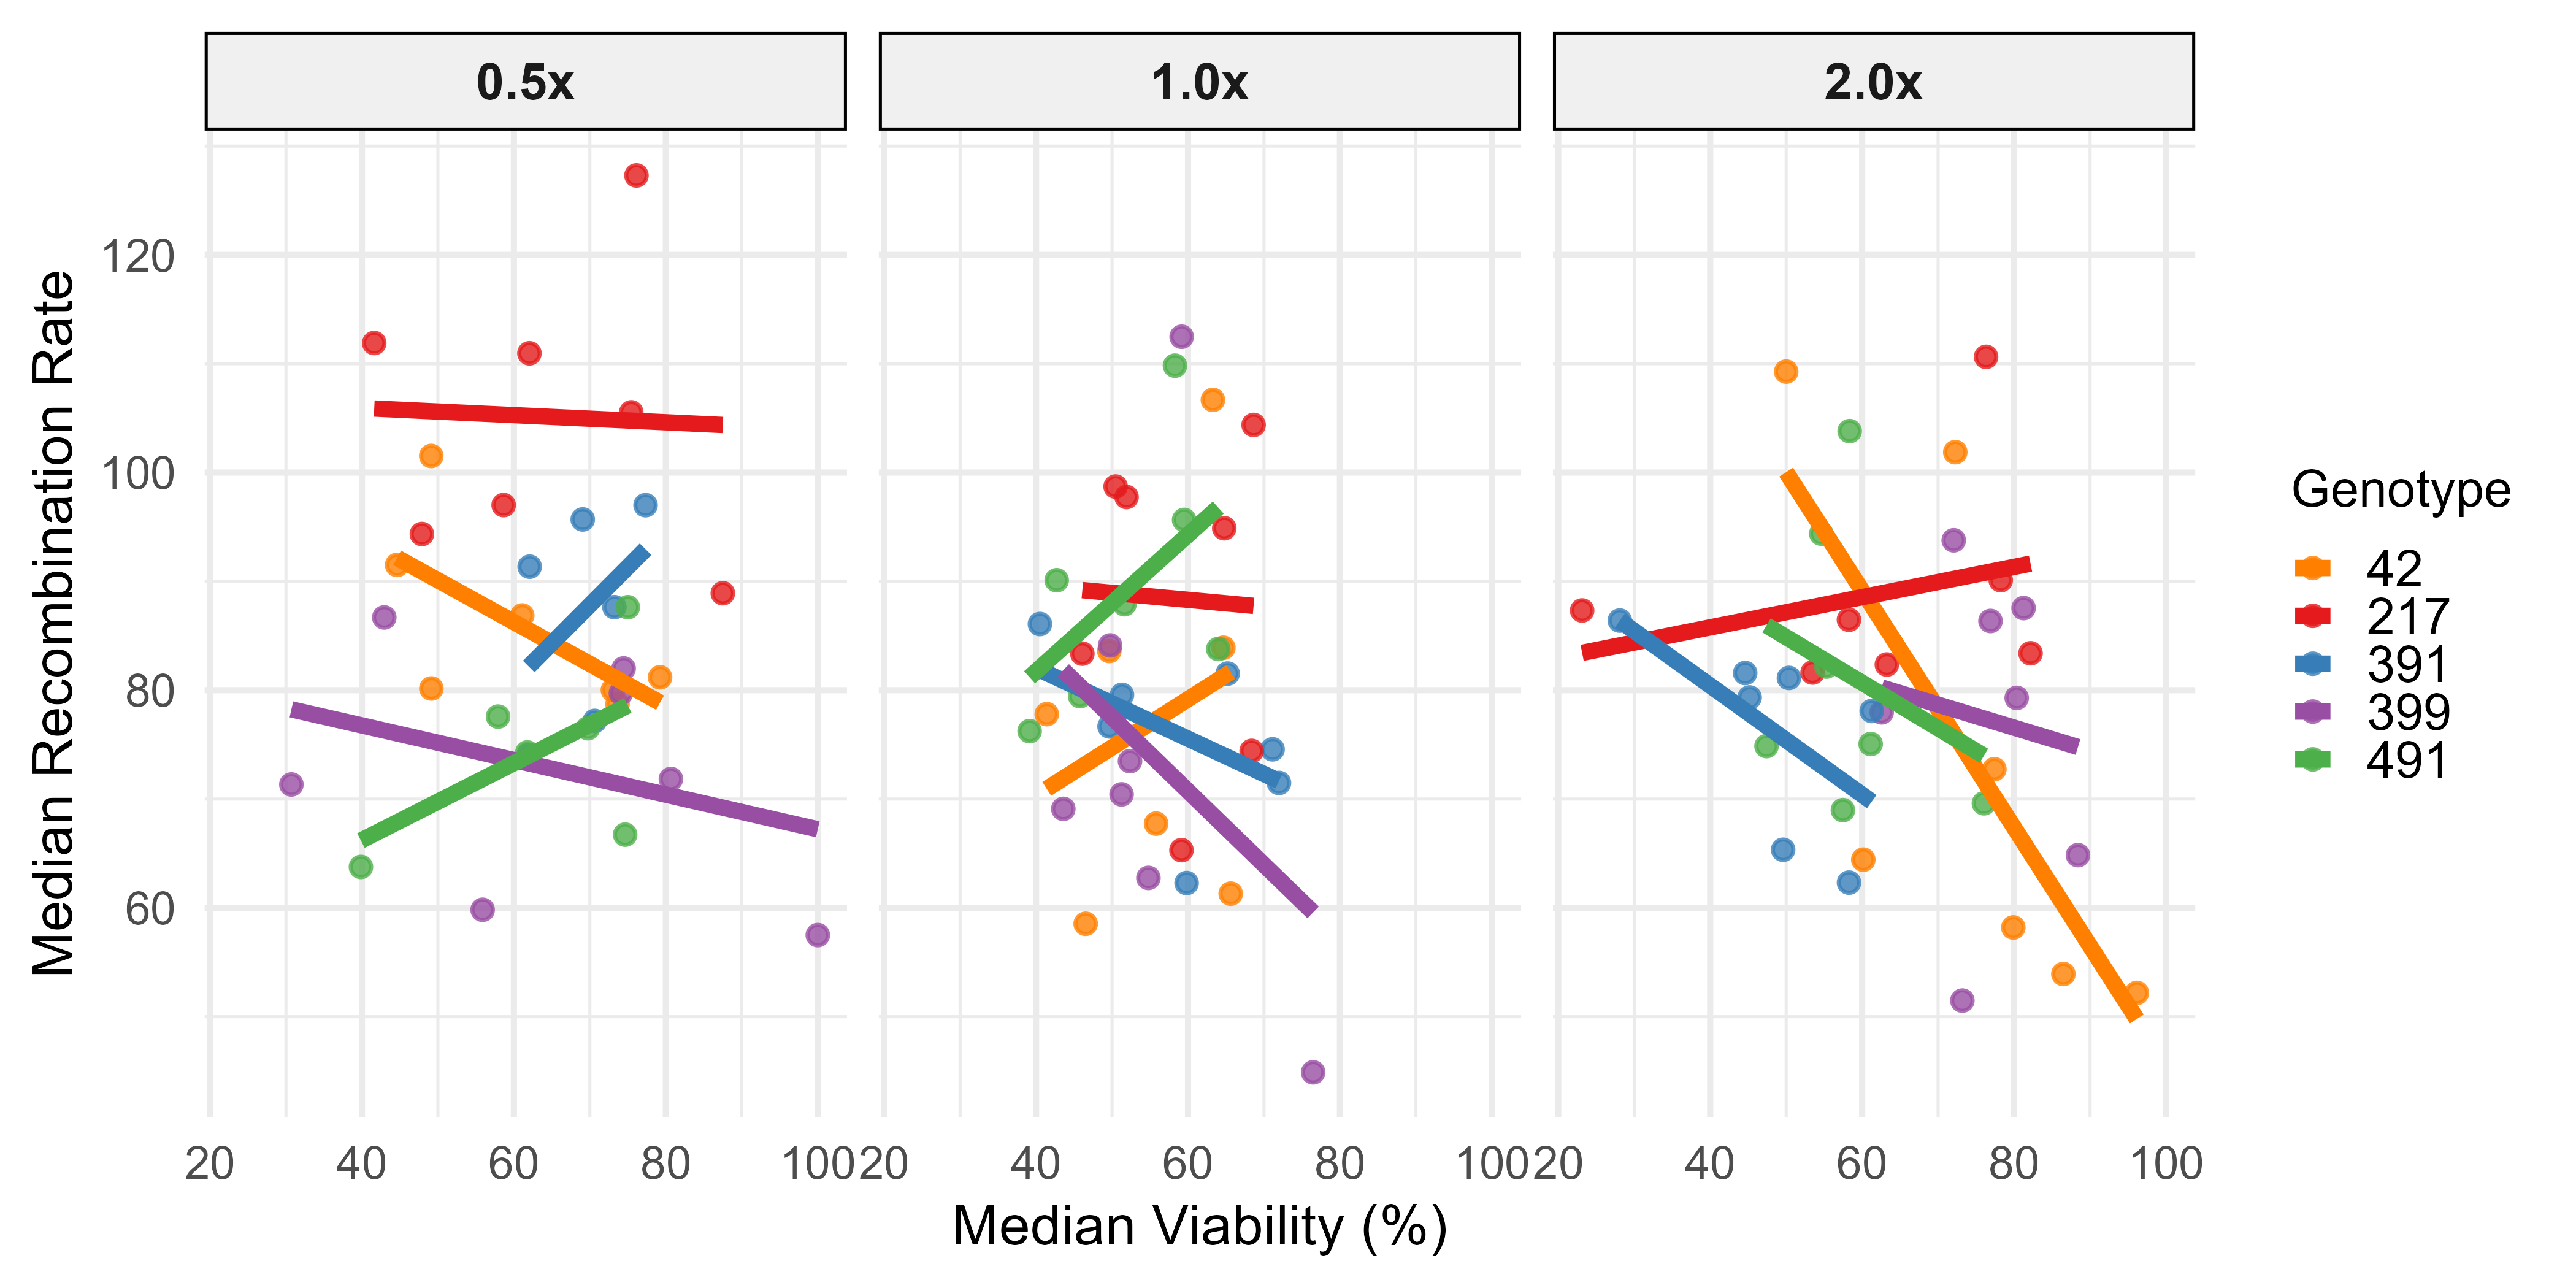 0.5x 1.0x 2.0x
Median Recombination Rate
120
100
80
60
20 40 60 80 100 20 40 60 80 100 20 40 60 80 100
Median Viability (%)
Genotype
42
217
391
399
491